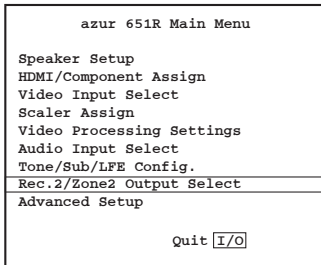 azur 651R Main Menu
Speaker Setup
HDMI/Component Assign
Video Input Select
Scaler Assign
Video Processing Settings
Audio Input Select
Tone/Sub/LFE Config.
Rec.2/Zone2 Output Select
Advanced Setup
Quit I/O